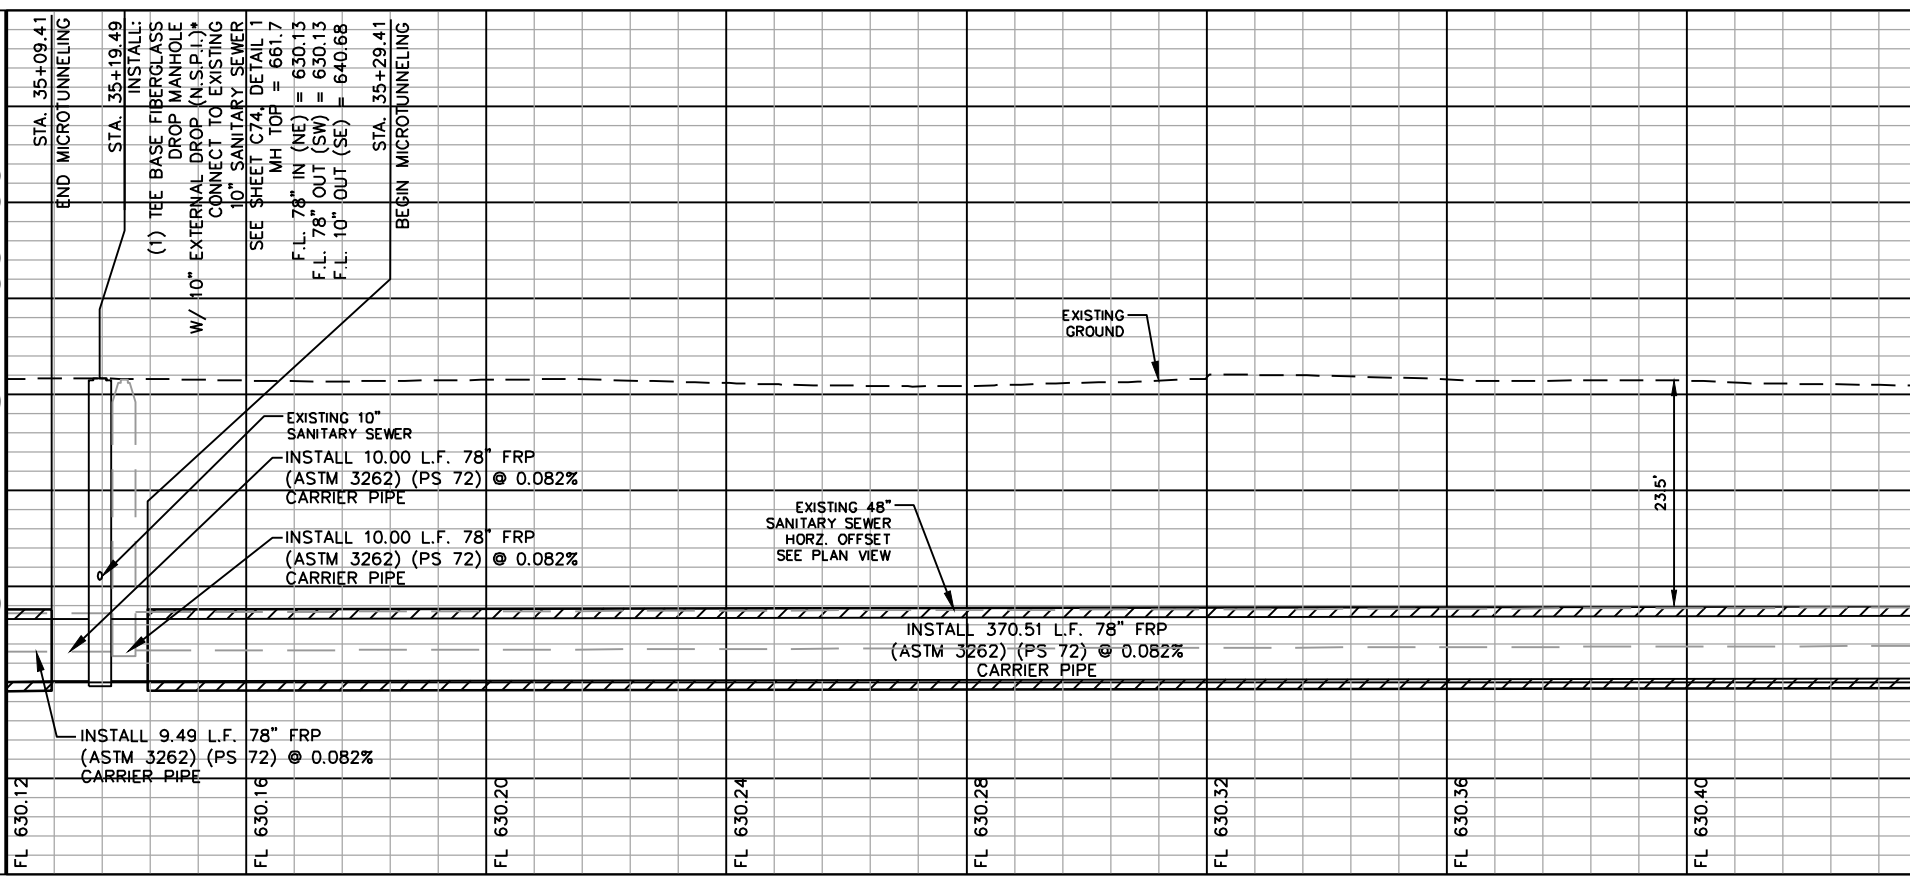 STA. 35+09.41
END MICROTUNNELING
STA. 35+19.49
INSTALL:
(1) TEE BASE FIBERGLASS
DROP MANHOLE
W/ 10" EXTERNAL DROP (N.S.P.I.)*
CONNECT TO EXISTING
10" SANITARY SEWER
SEE SHEET C74, DETAIL 1
MH TOP = 661.7
F.L. 78" IN (NE) = 630.13
F.L. 78" OUT (SW) = 630.13
F.L. 10" OUT (SE) = 640.68
STA. 35+29.41
BEGIN MICROTUNNELING
EXISTING
GROUND
EXISTING 10"
SANITARY SEWER
INSTALL 10.00 L.F. 78" FRP
(ASTM 3262) (PS 72) @ 0.082%
CARRIER PIPE
INSTALL 10.00 L.F. 78" FRP
(ASTM 3262) (PS 72) @ 0.082%
CARRIER PIPE
EXISTING 48"
SANITARY SEWER
HORZ. OFFSET
SEE PLAN VIEW
23.5'
INSTALL 370.51 L.F. 78" FRP
(ASTM 3262) (PS 72) @ 0.082%
CARRIER PIPE
INSTALL 9.49 L.F. 78" FRP
(ASTM 3262) (PS 72) @ 0.082%
CARRIER PIPE
FL 630.12
FL 630.16
FL 630.20
FL 630.24
FL 630.28
FL 630.32
FL 630.36
FL 630.40